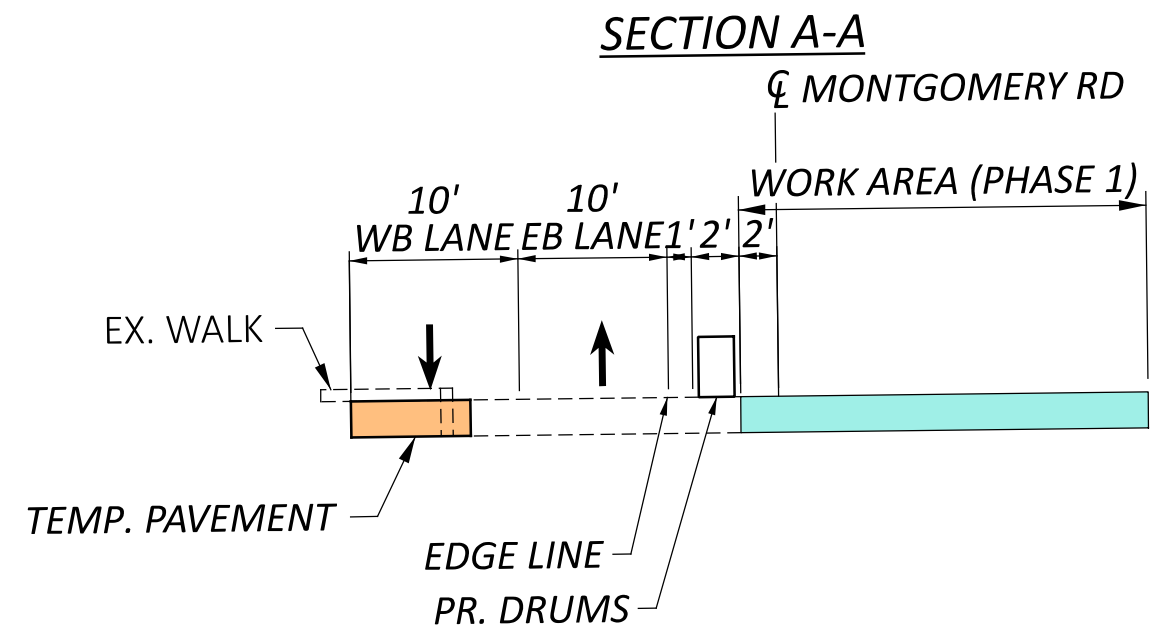 SECTION A-A
℄ MONTGOMERY RD
WORK AREA (PHASE 1)
10' 10'
WB LANE EB LANE 1' 2' 2'
EX. WALK
TEMP. PAVEMENT
EDGE LINE
PR. DRUMS